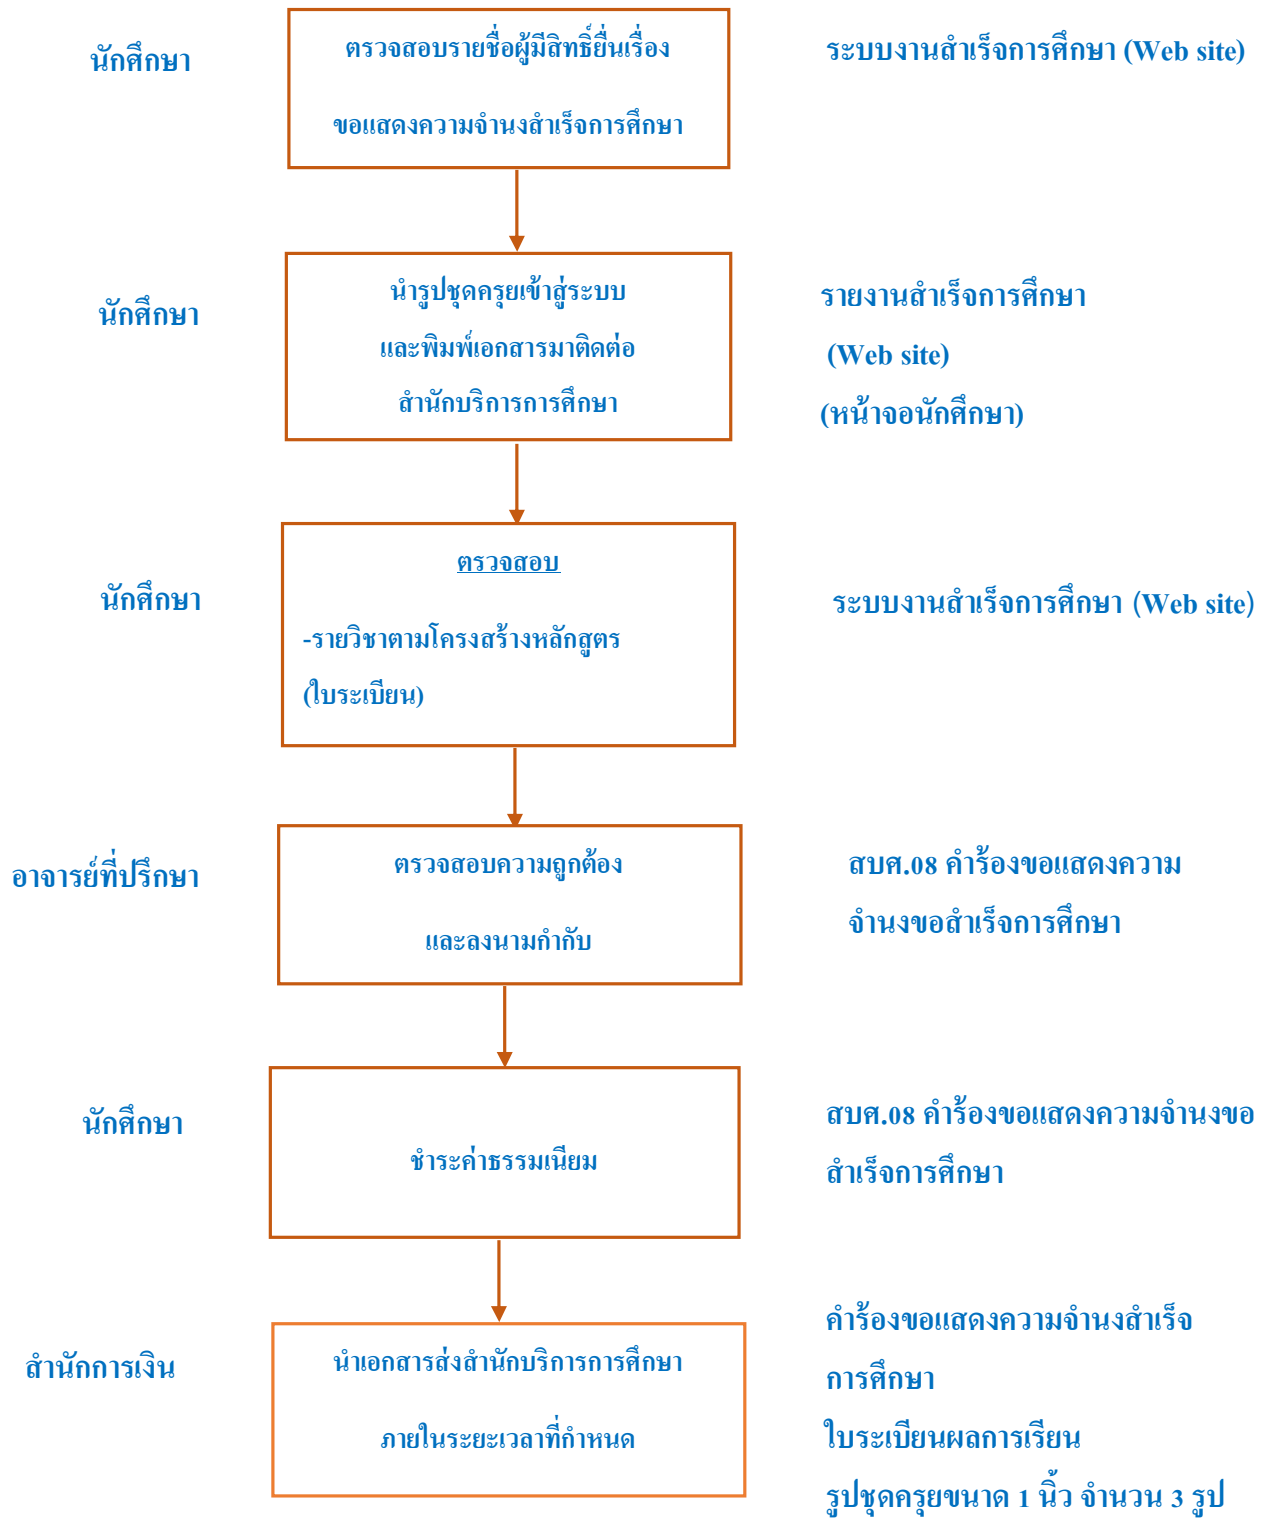 นักศึกษา
ตรวจสอบรายชื่อผู้มีสิทธิ์ยื่นเรื่อง
ขอแสดงความจำนงสำเร็จการศึกษา
ระบบงานสำเร็จการศึกษา (Web site)
นักศึกษา
นำรูปชุดครุยเข้าสู่ระบบ
และพิมพ์เอกสารมาติดต่อ
สำนักบริการการศึกษา
รายงานสำเร็จการศึกษา
(Web site)
(หน้าจอนักศึกษา)
นักศึกษา
ตรวจสอบ
-รายวิชาตามโครงสร้างหลักสูตร
(ใบระเบียน)
ระบบงานสำเร็จการศึกษา (Web site)
อาจารย์ที่ปรึกษา
ตรวจสอบความถูกต้อง
และลงนามกำกับ
สบศ.08 คำร้องขอแสดงความ
จำนงขอสำเร็จการศึกษา
นักศึกษา
ชำระค่าธรรมเนียม
สบศ.08 คำร้องขอแสดงความจำนงขอ
สำเร็จการศึกษา
สำนักการเงิน
นำเอกสารส่งสำนักบริการการศึกษา
ภายในระยะเวลาที่กำหนด
คำร้องขอแสดงความจำนงสำเร็จ
การศึกษา
ใบระเบียนผลการเรียน
รูปชุดครุยขนาด 1 นิ้ว จำนวน 3 รูป